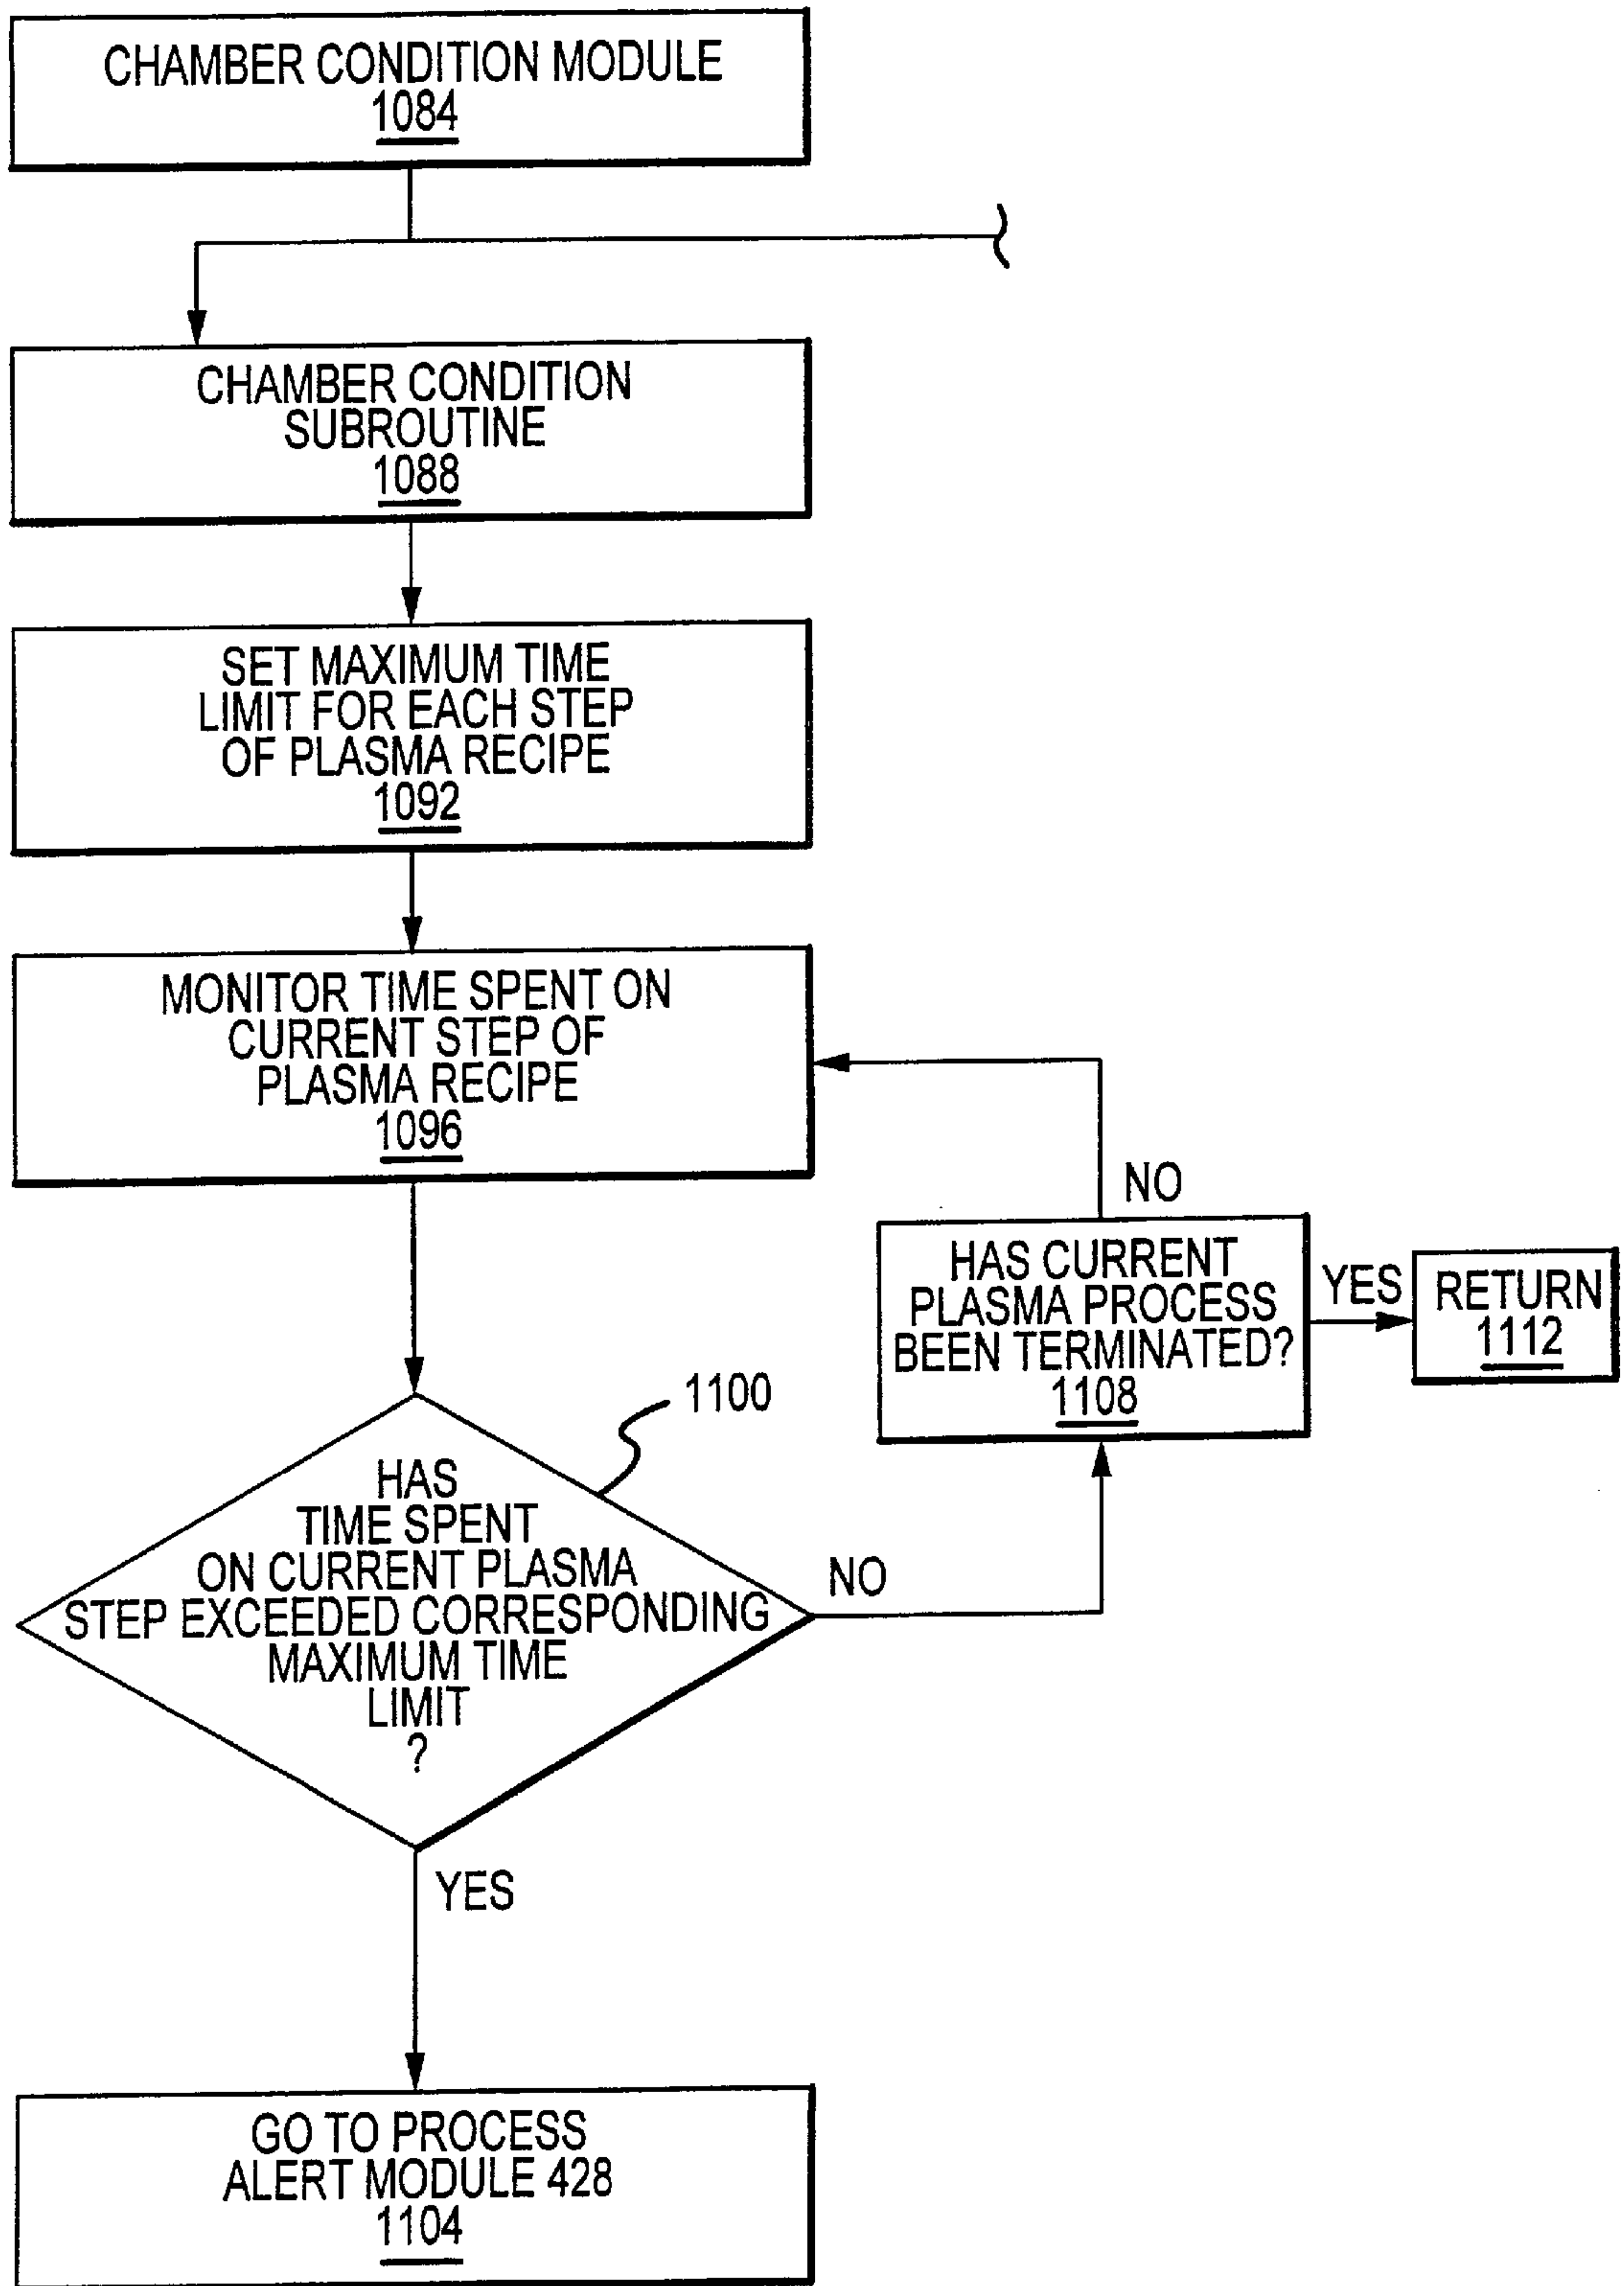 CHAMBER CONDITION MODULE
1084
CHAMBER CONDITION
SUBROUTINE
1088
SET MAXIMUM TIME
LIMIT FOR EACH STEP
OF PLASMA RECIPE
1092
MONITOR TIME SPENT ON
CURRENT STEP OF
PLASMA RECIPE
1096
NO
HAS CURRENT
PLASMA PROCESS
BEEN TERMINATED?
1108
YES
RETURN
1112
1100
HAS
TIME SPENT
ON CURRENT PLASMA
STEP EXCEEDED CORRESPONDING
MAXIMUM TIME
LIMIT
?
NO
YES
GO TO PROCESS
ALERT MODULE 428
1104